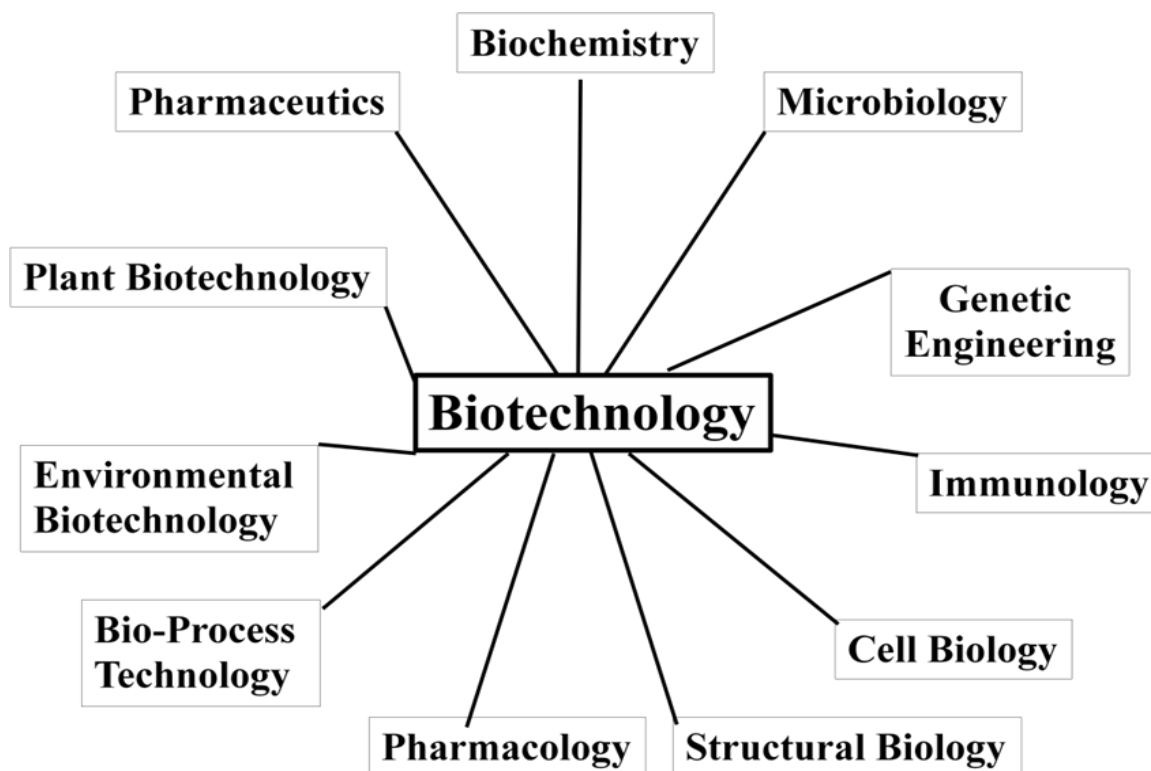 Biochemistry
Pharmaceutics
Microbiology
Plant Biotechnology
Genetic
Engineering
Biotechnology
Environmental
Biotechnology
Immunology
Bio-Process
Technology
Cell Biology
Pharmacology
Structural Biology